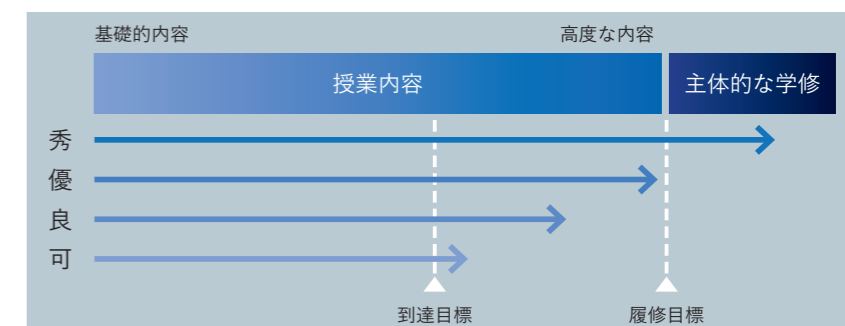 基礎的内容
高度な内容
授業内容
主体的な学修
秀
優
良
可
到達目標
履修目標